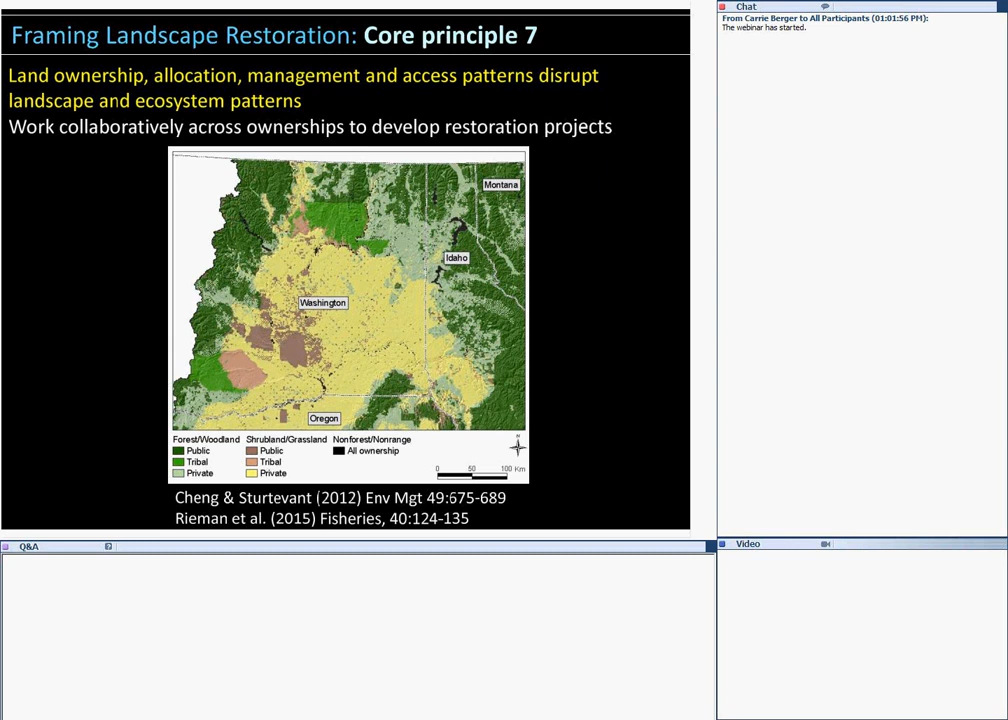 Framing Landscape Restoration: Core principle 7
Land ownership, allocation, management and access patterns disrupt
landscape and ecosystem patterns
Work collaboratively across ownerships to develop restoration projects
Montana
Idaho
Washington
Oregon
Forest/Woodland Shrubland/Grassland Nonforest/Nonrange
Public Public All ownership
Tribal Tribal
Private Private
N
0 50 100 Km
Cheng & Sturtevant (2012) Env Mgt 49:675-689
Rieman et al. (2015) Fisheries, 40:124-135
Chat
From Carrie Berger to All Participants (01:01:56 PM):
The webinar has started.
Q&A
Video